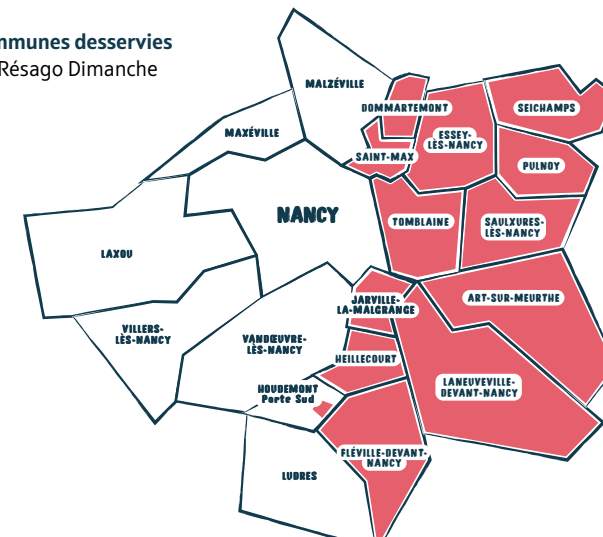 mmunes desservies
Résago Dimanche
MALZÉVILLE
DOMMARTEMONT
SEICHAMPS
MAXÉVILLE
ESSEY-
LÈS-NANCY
SAINT-MAX
PULNOY
NANCY
TOMBLAINE
SAULXURES-
LÈS-NANCY
LAXOU
ART-SUR-MEURTHE
JARVILLE-
LA-MALGRANGE
VILLERS-
LÈS-NANCY
VANDŒUVRE-
LÈS-NANCY
HEILLECOURT
HOUDEMONT
Porte Sud
LANEUVEVILLE-
DEVANT-NANCY
FLÉVILLE-DEVANT-
NANCY
LUDRES